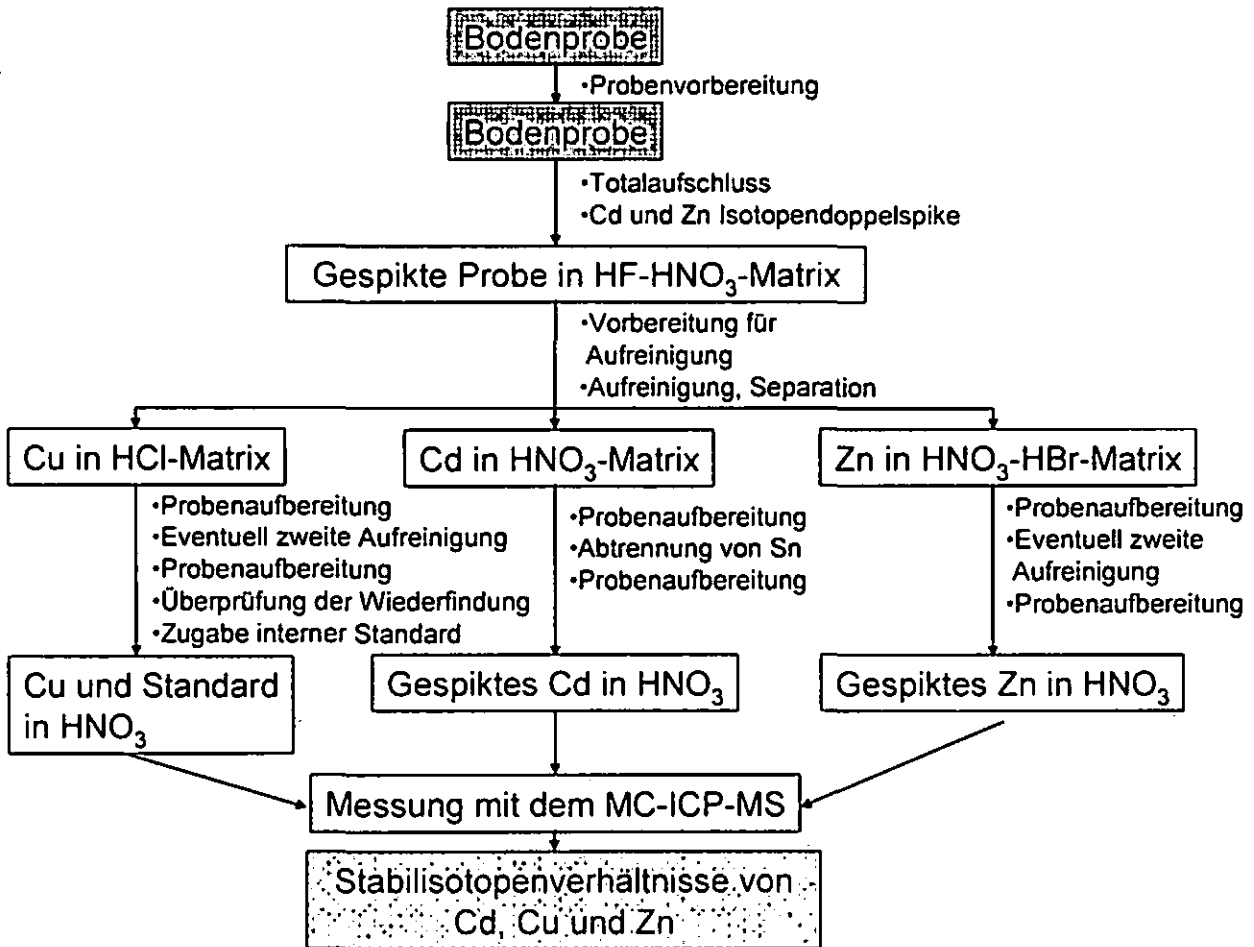 Bodenprobe
•Probenvorbereitung
Bodenprobe
•Totalaufschluss
•Cd und Zn Isotopendoppelspike
Gespikte Probe in HF-HNO₃-Matrix
•Vorbereitung für
Aufreinigung
•Aufreinigung, Separation
Cu in HCl-Matrix
Cd in HNO₃-Matrix
Zn in HNO₃-HBr-Matrix
•Probenaufbereitung
•Eventuell zweite Aufreinigung
•Probenaufbereitung
•Überprüfung der Wiederfindung
•Zugabe interner Standard
•Probenaufbereitung
•Abtrennung von Sn
•Probenaufbereitung
•Probenaufbereitung
•Eventuell zweite
Aufreinigung
•Probenaufbereitung
Cu und Standard
in HNO₃
Gespiktes Cd in HNO₃
Gespiktes Zn in HNO₃
Messung mit dem MC-ICP-MS
Stabilisotopenverhältnisse von
Cd, Cu und Zn